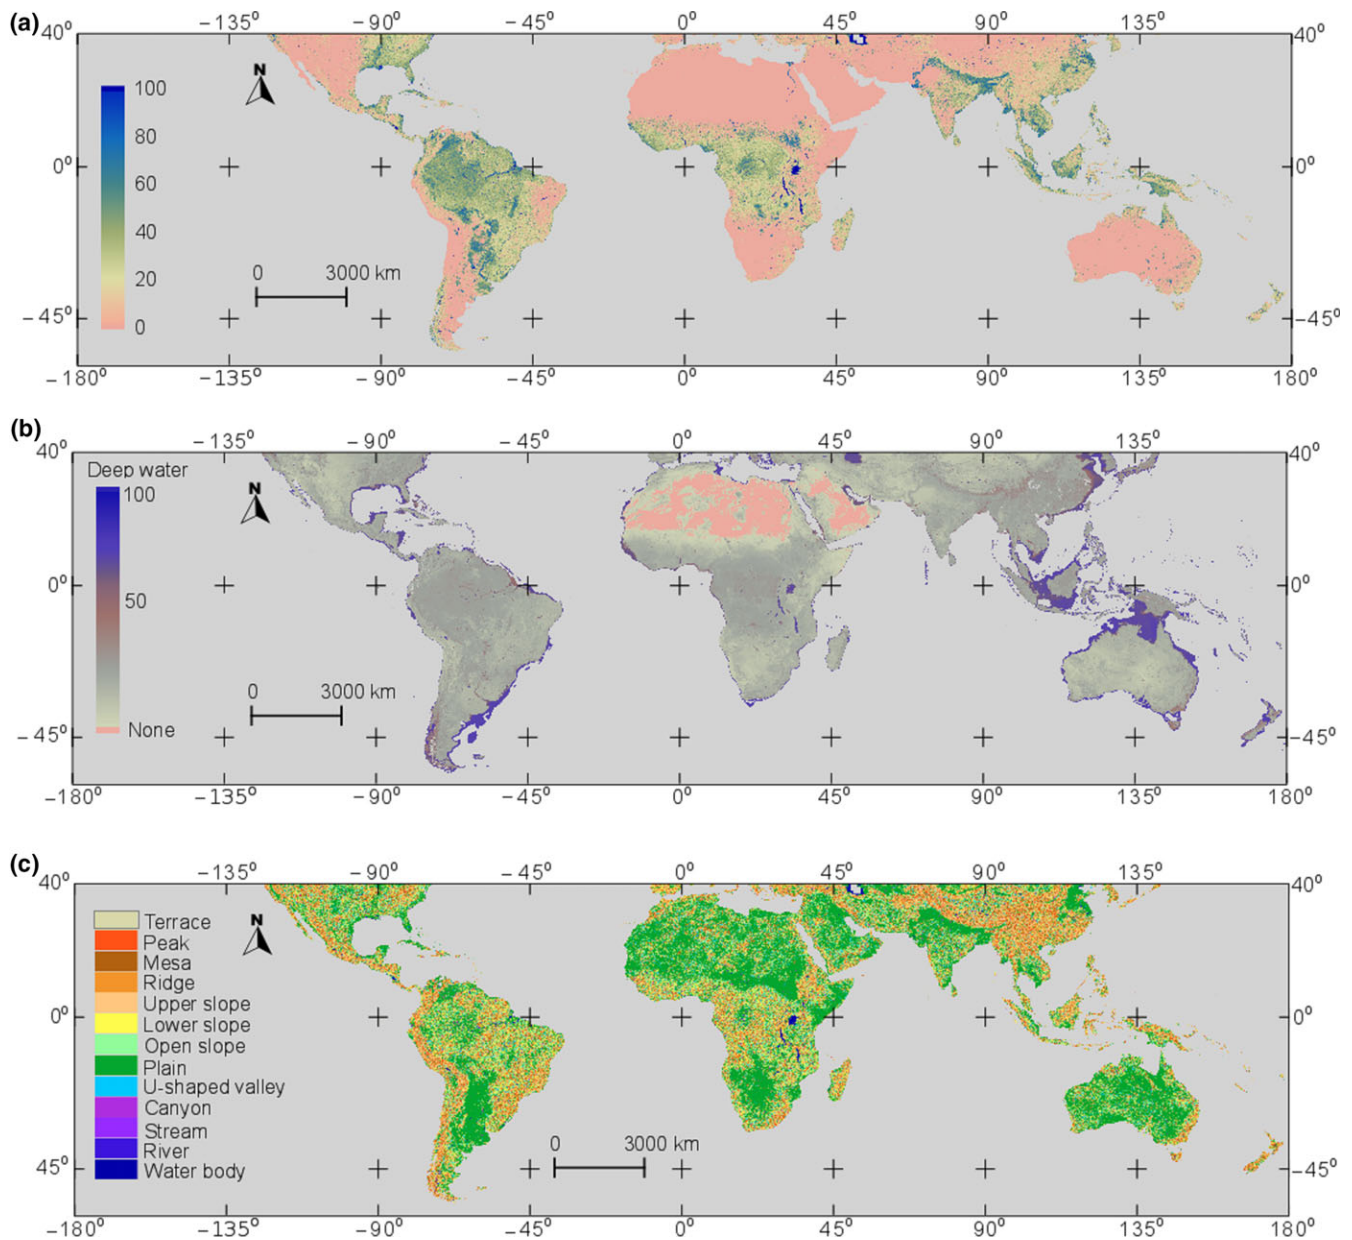 (a)
−135⁰ −90⁰ −45⁰ 0⁰ 45⁰ 90⁰ 135⁰
40⁰ 40⁰
N
100
80
60
40
20
0
0⁰ 0⁰
0 3000 km
−45⁰ −45⁰
−180⁰ −135⁰ −90⁰ −45⁰ 0⁰ 45⁰ 90⁰ 135⁰ 180⁰
(b)
−135⁰ −90⁰ −45⁰ 0⁰ 45⁰ 90⁰ 135⁰
40⁰ 40⁰
Deep water
N
100
50
None
0⁰ 0⁰
0 3000 km
−45⁰ −45⁰
−180⁰ −135⁰ −90⁰ −45⁰ 0⁰ 45⁰ 90⁰ 135⁰ 180⁰
(c)
−135⁰ −90⁰ −45⁰ 0⁰ 45⁰ 90⁰ 135⁰
40⁰ 40⁰
N
Terrace
Peak
Mesa
Ridge
Upper slope
Lower slope
Open slope
Plain
U-shaped valley
Canyon
Stream
River
Water body
0⁰ 0⁰
0 3000 km
45⁰ −45⁰
−180⁰ −135⁰ −90⁰ −45⁰ 0⁰ 45⁰ 90⁰ 135⁰ 180⁰